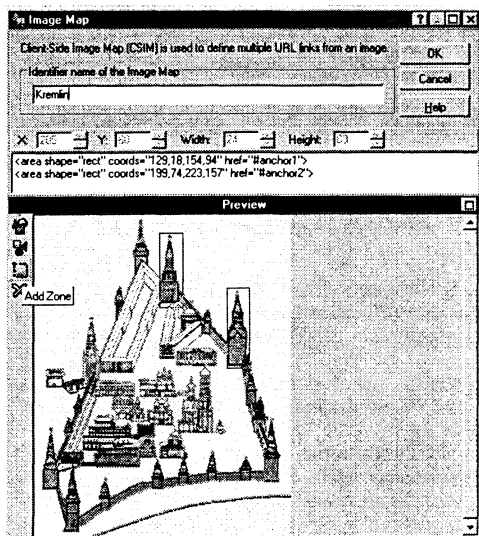 Image Map
Client-Side Image Map (CSIM) is used to define multiple URL links from an image.
OK
Identifier name of the Image Map
Cancel
Kremlin
Help
X: Y: Width: 24 Height:
<area shape="rect" coords="129,18,154,94" href="#anchor1">
<area shape="rect" coords="199,74,223,157" href="#anchor2">
Preview
Add Zone